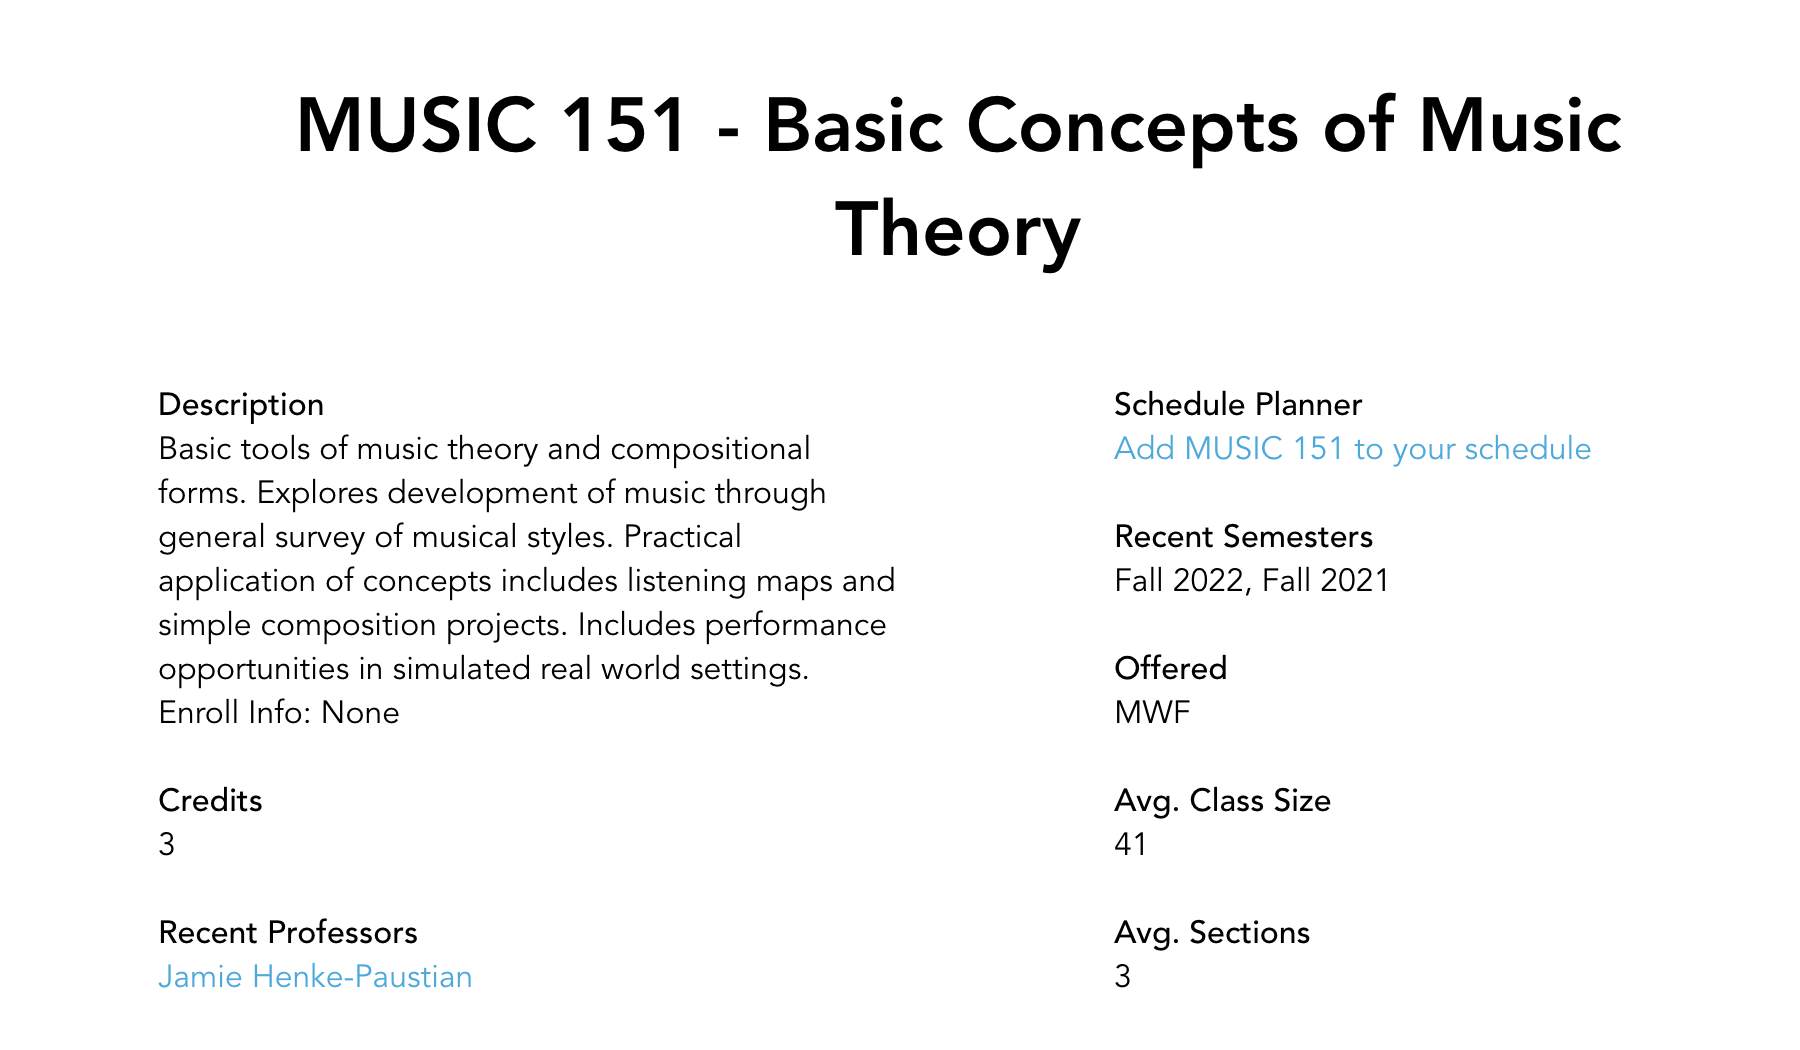 MUSIC 151 - Basic Concepts of Music
Theory
Description
Basic tools of music theory and compositional
forms. Explores development of music through
general survey of musical styles. Practical
application of concepts includes listening maps and
simple composition projects. Includes performance
opportunities in simulated real world settings.
Enroll Info: None
Credits
3
Recent Professors
Jamie Henke-Paustian
Schedule Planner
Add MUSIC 151 to your schedule
Recent Semesters
Fall 2022, Fall 2021
Offered
MWF
Avg. Class Size
41
Avg. Sections
3